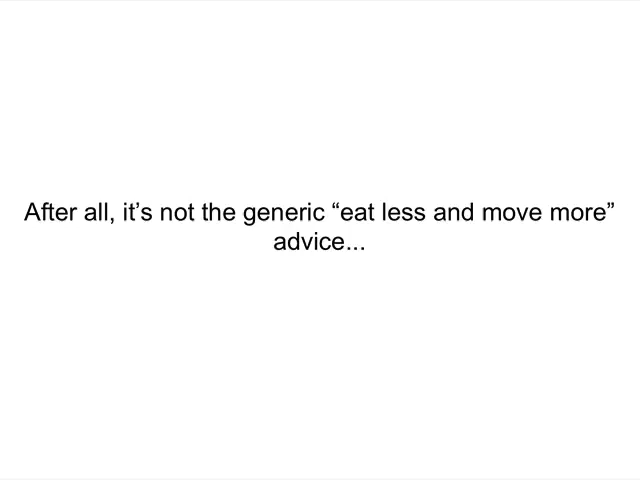 After all, it’s not the generic “eat less and move more”
advice...